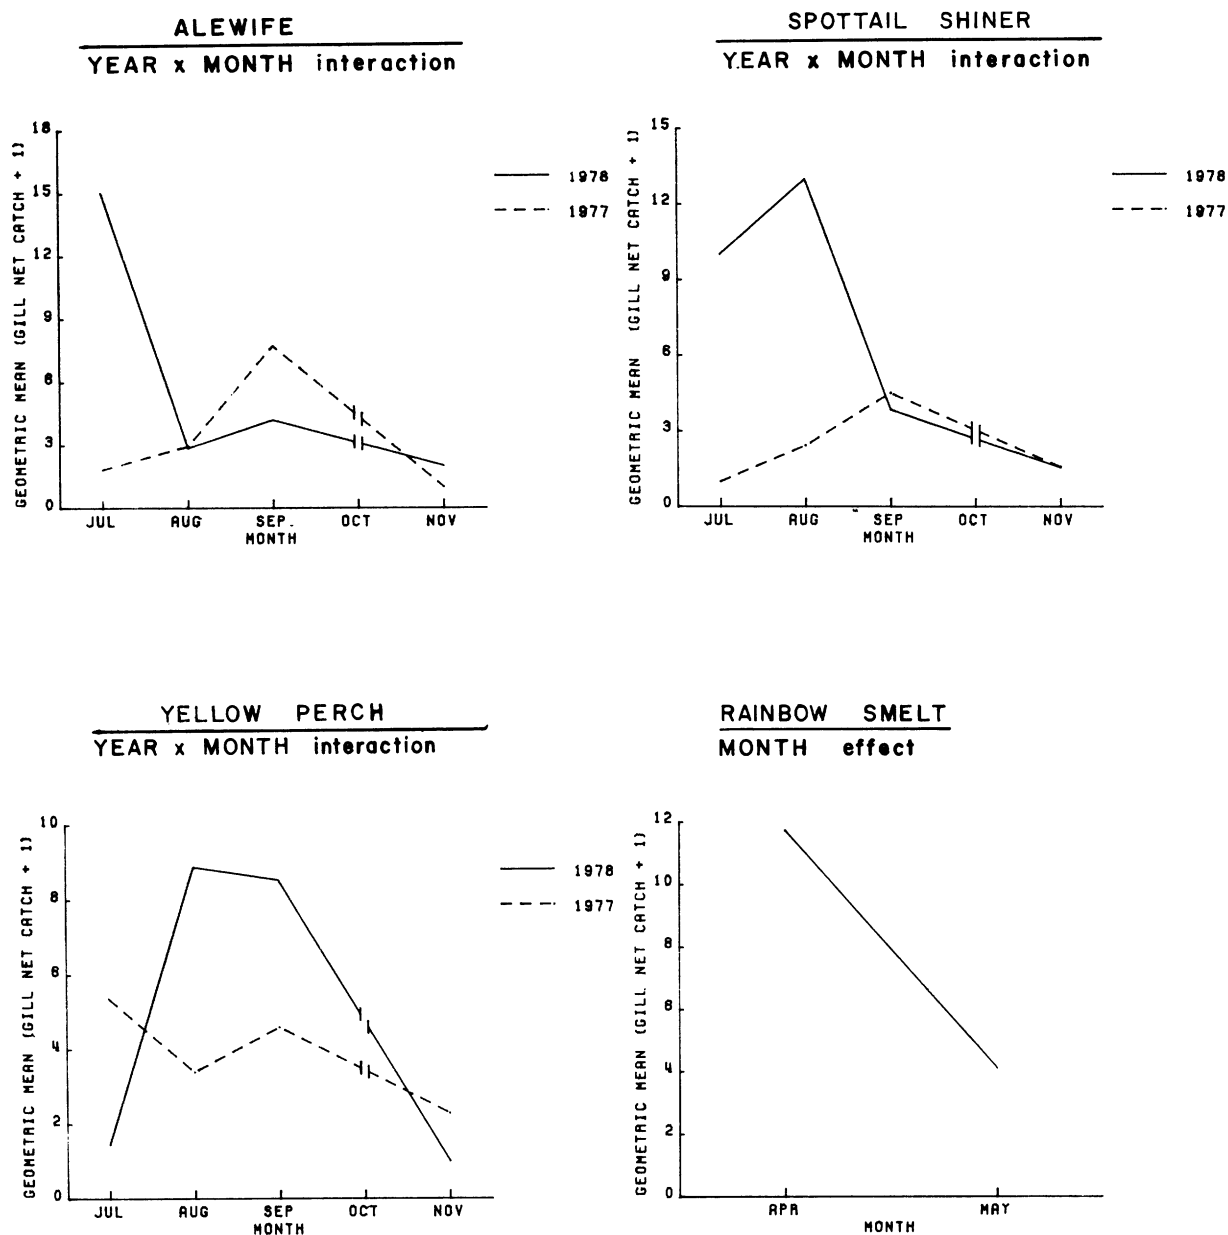 ALEWIFE
YEAR x MONTH interaction
GEOMETRIC MEAN (GILL NET CATCH + 1)
18
15
12
9
6
3
0
JUL AUG SEP. OCT NOV
MONTH
1978
1977
SPOTTAIL SHINER
Y.EAR x MONTH interaction
GEOMETRIC MEAN (GILL NET CATCH + 1)
15
12
9
6
3
0
JUL AUG SEP OCT NOV
MONTH
1978
1977
YELLOW PERCH
YEAR x MONTH interaction
GEOMETRIC MEAN (GILL NET CATCH + 1)
10
8
6
4
2
0
JUL AUG SEP OCT NOV
MONTH
1978
1977
RAINBOW SMELT
MONTH effect
GEOMETRIC MEAN (GILL NET CATCH + 1)
12
10
8
6
4
2
0
APR MAY
MONTH